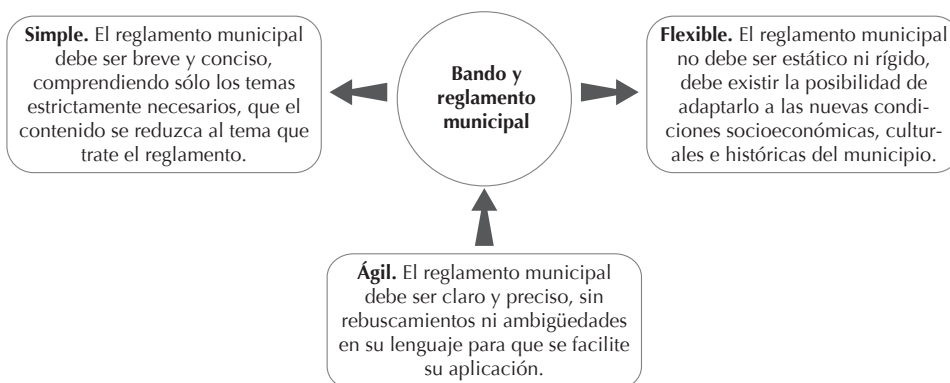 Simple. El reglamento municipal
debe ser breve y conciso,
comprendiendo sólo los temas
estrictamente necesarios, que el
contenido se reduzca al tema que
trate el reglamento.
Bando y
reglamento
municipal
Flexible. El reglamento municipal
no debe ser estático ni rígido,
debe existir la posibilidad de
adaptarlo a las nuevas condi-
ciones socioeconómicas, cultur-
ales e históricas del municipio.
Ágil. El reglamento municipal
debe ser claro y preciso, sin
rebuscamientos ni ambigüedades
en su lenguaje para que se facilite
su aplicación.